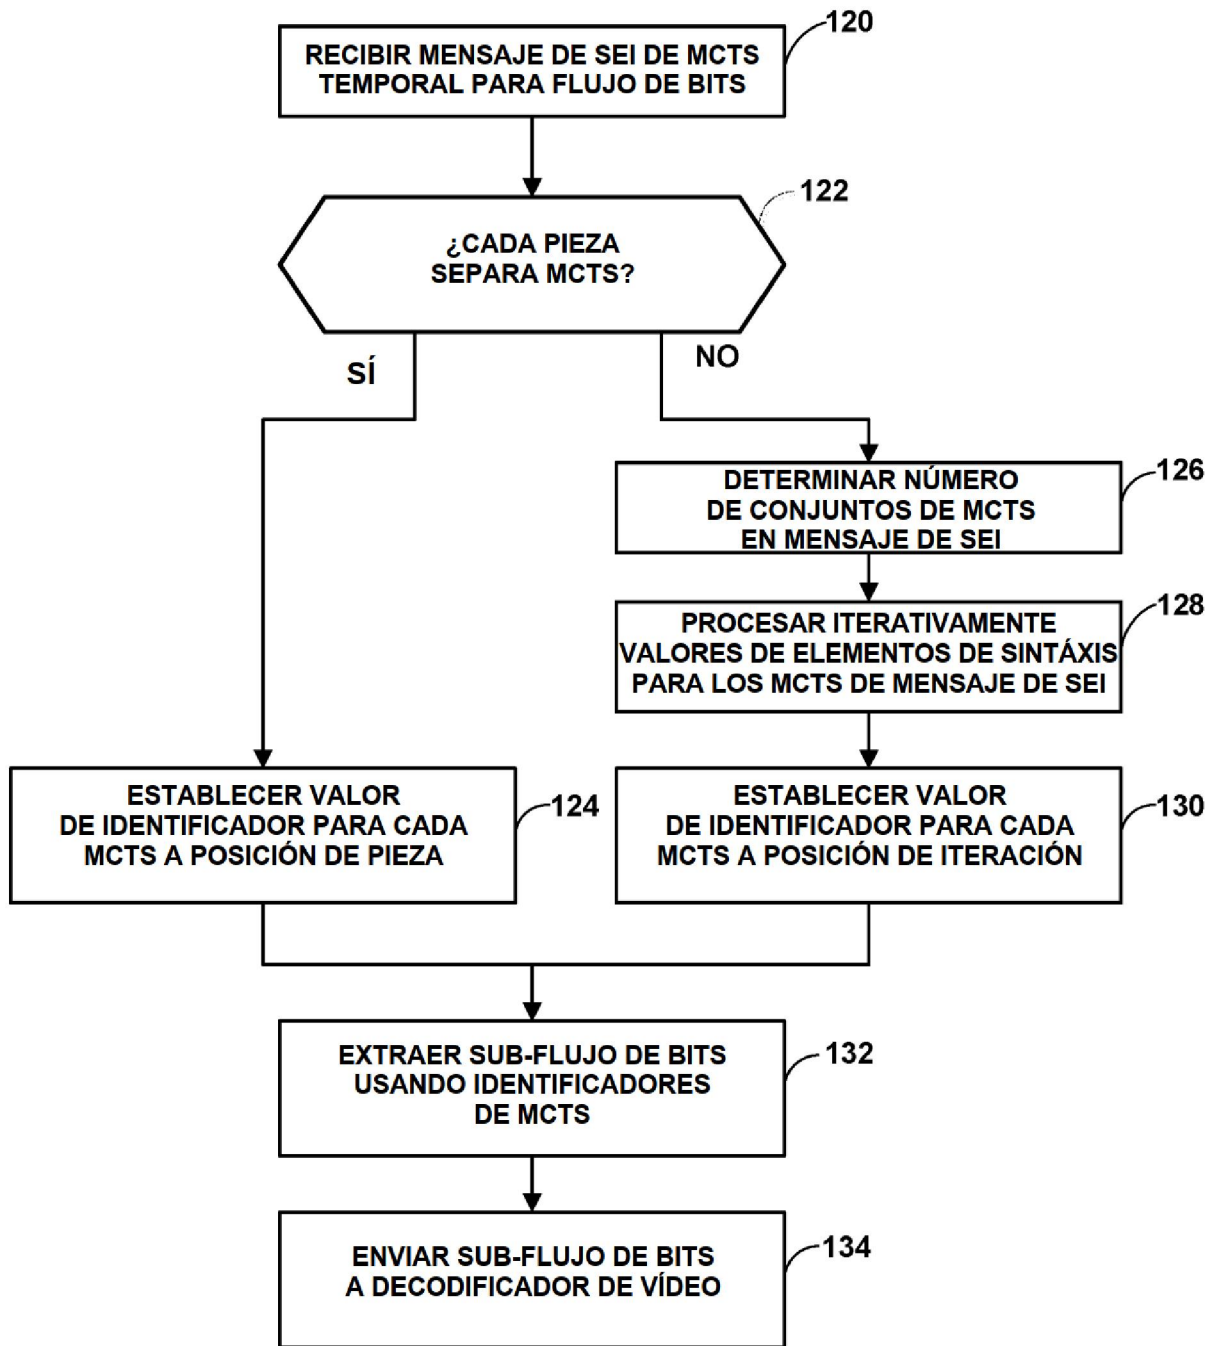 120
RECIBIR MENSAJE DE SEI DE MCTS
TEMPORAL PARA FLUJO DE BITS
122
¿CADA PIEZA
SEPARA MCTS?
SÍ
NO
126
DETERMINAR NÚMERO
DE CONJUNTOS DE MCTS
EN MENSAJE DE SEI
128
PROCESAR ITERATIVAMENTE
VALORES DE ELEMENTOS DE SINTÁXIS
PARA LOS MCTS DE MENSAJE DE SEI
ESTABLECER VALOR
DE IDENTIFICADOR PARA CADA
MCTS A POSICIÓN DE PIEZA
124
ESTABLECER VALOR
DE IDENTIFICADOR PARA CADA
MCTS A POSICIÓN DE ITERACIÓN
130
EXTRAER SUB-FLUJO DE BITS
USANDO IDENTIFICADORES
DE MCTS
132
ENVIAR SUB-FLUJO DE BITS
A DECODIFICADOR DE VÍDEO
134